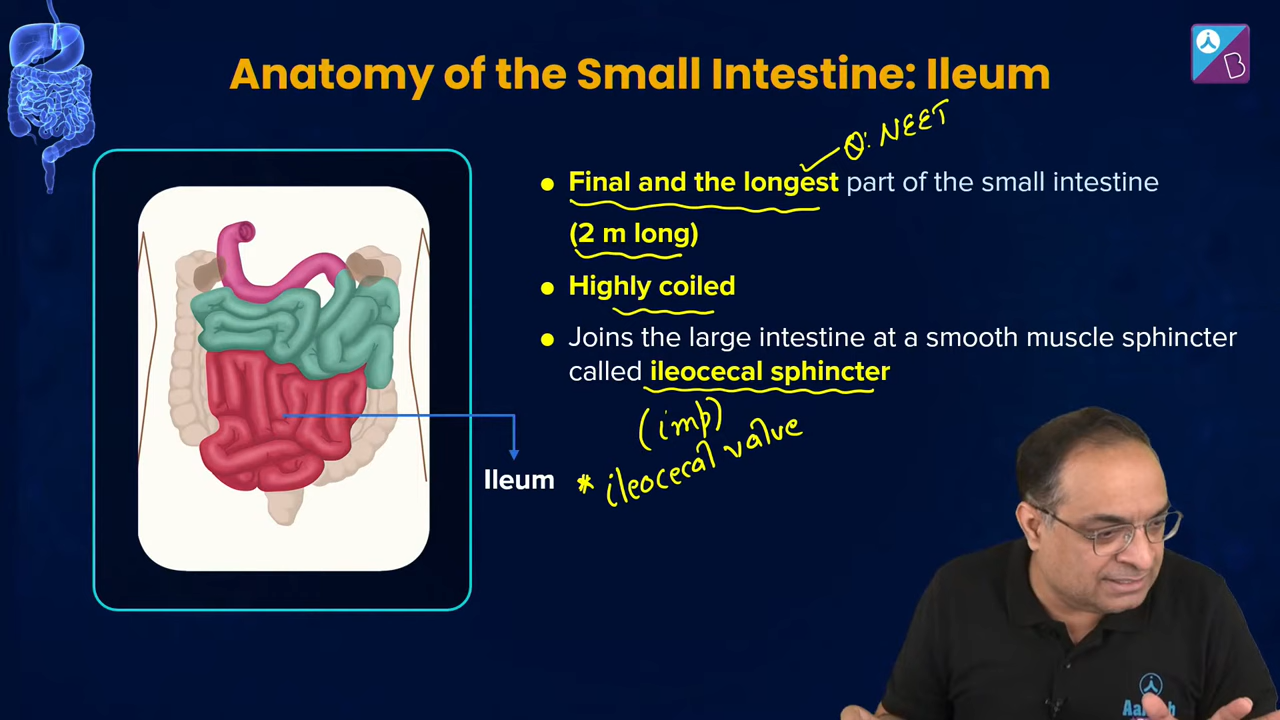 Anatomy of the Small Intestine: Ileum
Q: NEET
Final and the longest part of the small intestine
(2 m long)
Highly coiled
Joins the large intestine at a smooth muscle sphincter
called ileocecal sphincter
(imp)
Ileum
* ileocecal valve
B